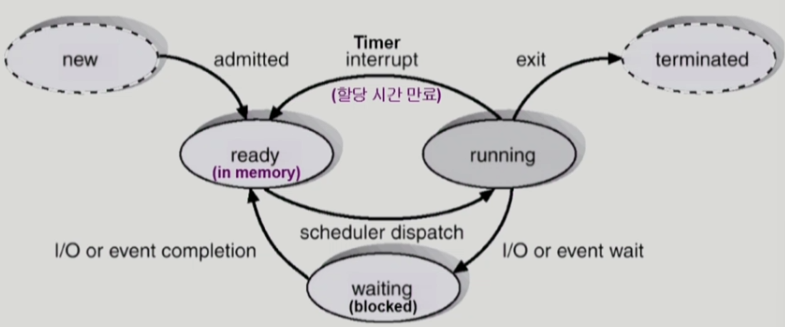 new
admitted
Timer
interrupt
(할당 시간 만료)
exit
terminated
ready
(in memory)
running
scheduler dispatch
I/O or event completion
I/O or event wait
waiting
(blocked)